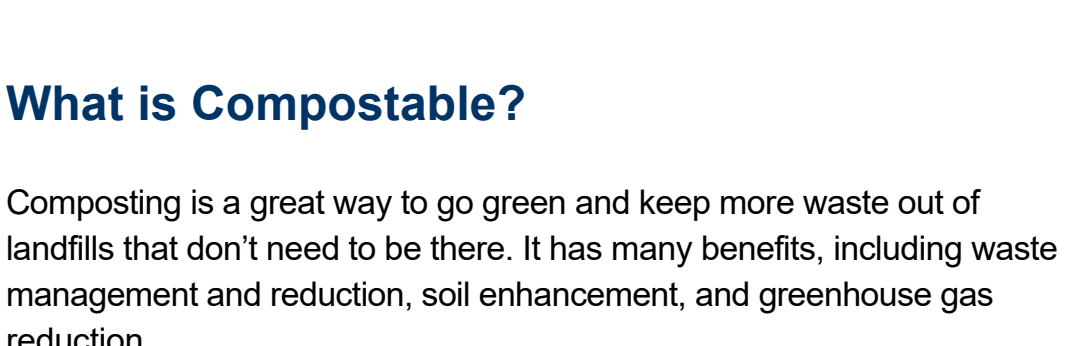 What is Compostable?
Composting is a great way to go green and keep more waste out of
landfills that don’t need to be there. It has many benefits, including waste
management and reduction, soil enhancement, and greenhouse gas
reduction